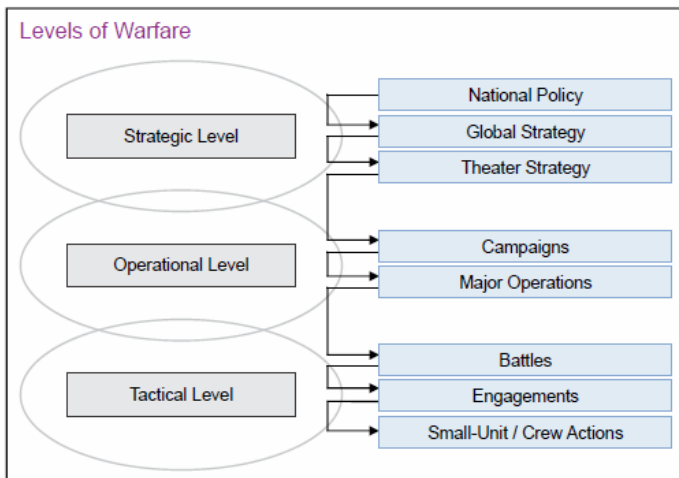 Levels of Warfare
Strategic Level
National Policy
Global Strategy
Theater Strategy
Operational Level
Campaigns
Major Operations
Tactical Level
Battles
Engagements
Small-Unit / Crew Actions